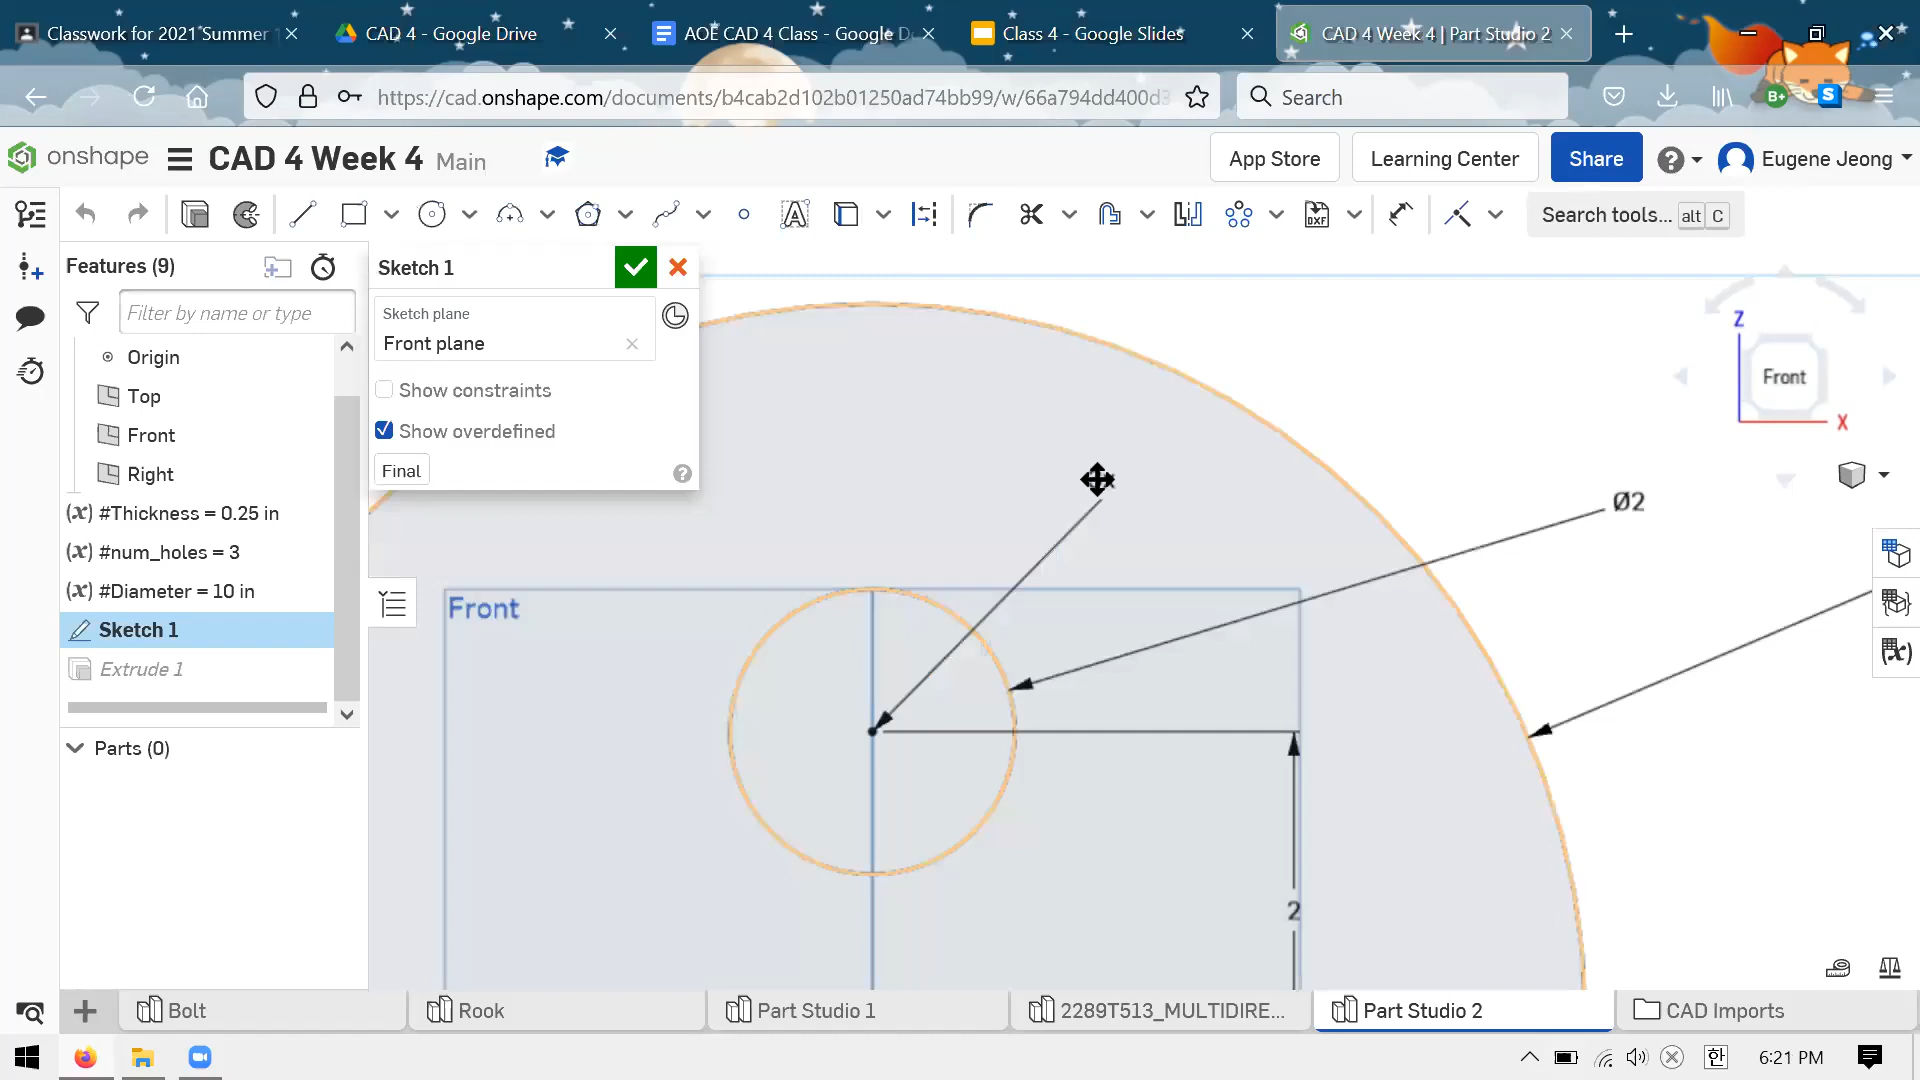 Classwork for 2021 Summer
CAD 4 - Google Drive
AOE CAD 4 Class - Google D
Class 4 - Google Slides
CAD 4 Week 4 | Part Studio 2
https://cad.onshape.com/documents/b4cab2d102b01250ad74bb99/w/66a794dd400d3
Search
B+
S
onshape
CAD 4 Week 4 Main
App Store
Learning Center
Share
Eugene Jeong
DXF
Search tools... alt C
Features (9)
Filter by name or type
Origin
Top
Front
Right
(x) #Thickness = 0.25 in
(x) #num_holes = 3
(x) #Diameter = 10 in
Sketch 1
Extrude 1
Parts (0)
Sketch 1
Sketch plane
Front plane
Show constraints
Show overdefined
Final
Front
Ø2
2
Z
Front
X
(x)
Bolt
Rook
Part Studio 1
2289T513_MULTIDIRE...
Part Studio 2
CAD Imports
한
6:21 PM